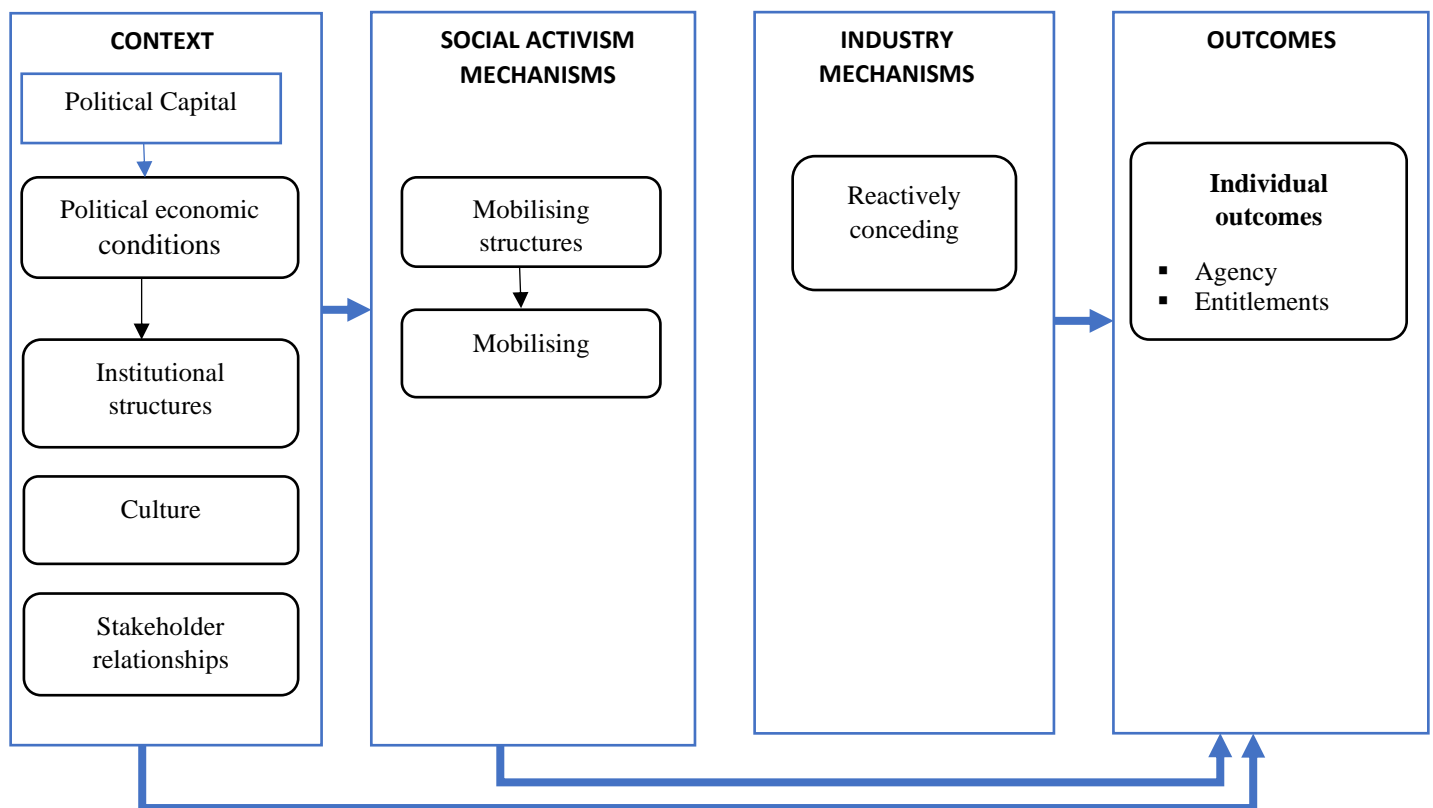 CONTEXT
Political Capital
Political economic
conditions
Institutional
structures
Culture
Stakeholder
relationships
SOCIAL ACTIVISM
MECHANISMS
Mobilising
structures
Mobilising
INDUSTRY
MECHANISMS
Reactively
conceding
OUTCOMES
Individual
outcomes
▪ Agency
▪ Entitlements